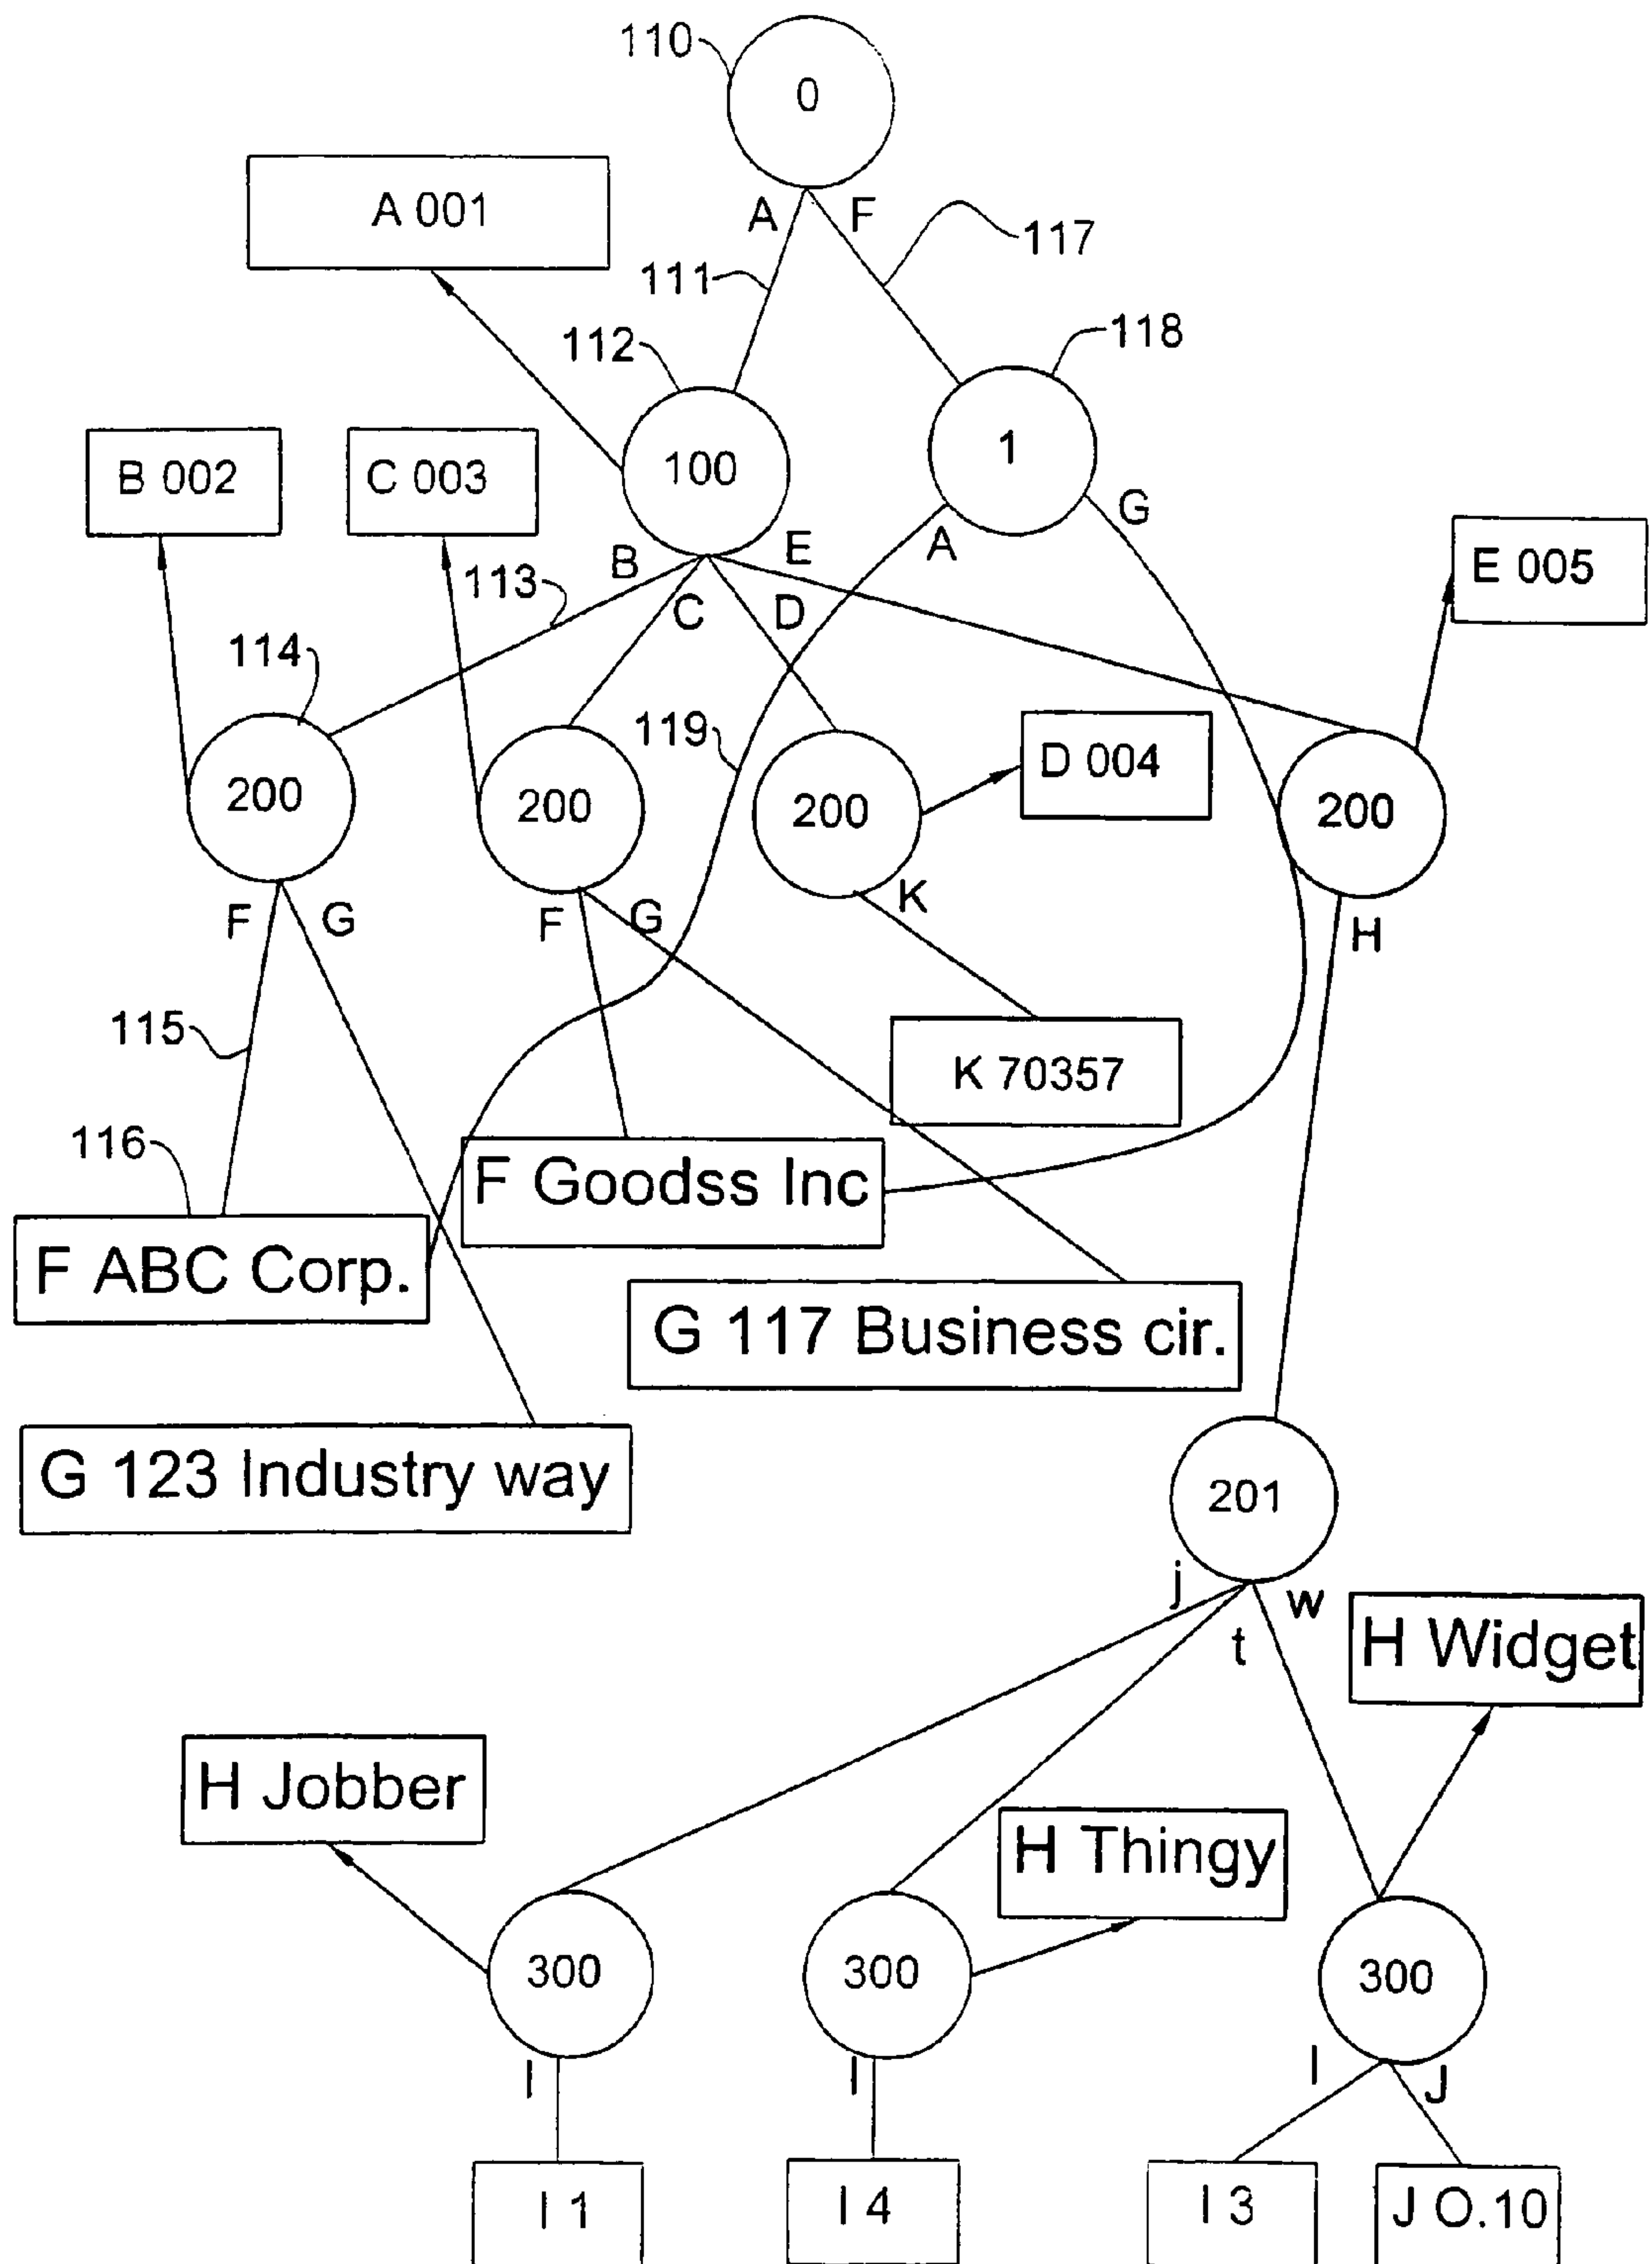 110
0
A 001
A
F
117
111
112
118
100
1
B 002
C 003
G
E 005
B
E
A
113
C
D
114
119
D 004
200
200
200
200
F
G
F
G
K
H
115
K 70357
116
F Goodss Inc
F ABC Corp.
G 117 Business cir.
G 123 Industry way
201
j
w
t
H Widget
H Jobber
H Thingy
300
300
300
I
I
I
J
I 1
I 4
I 3
J O.10